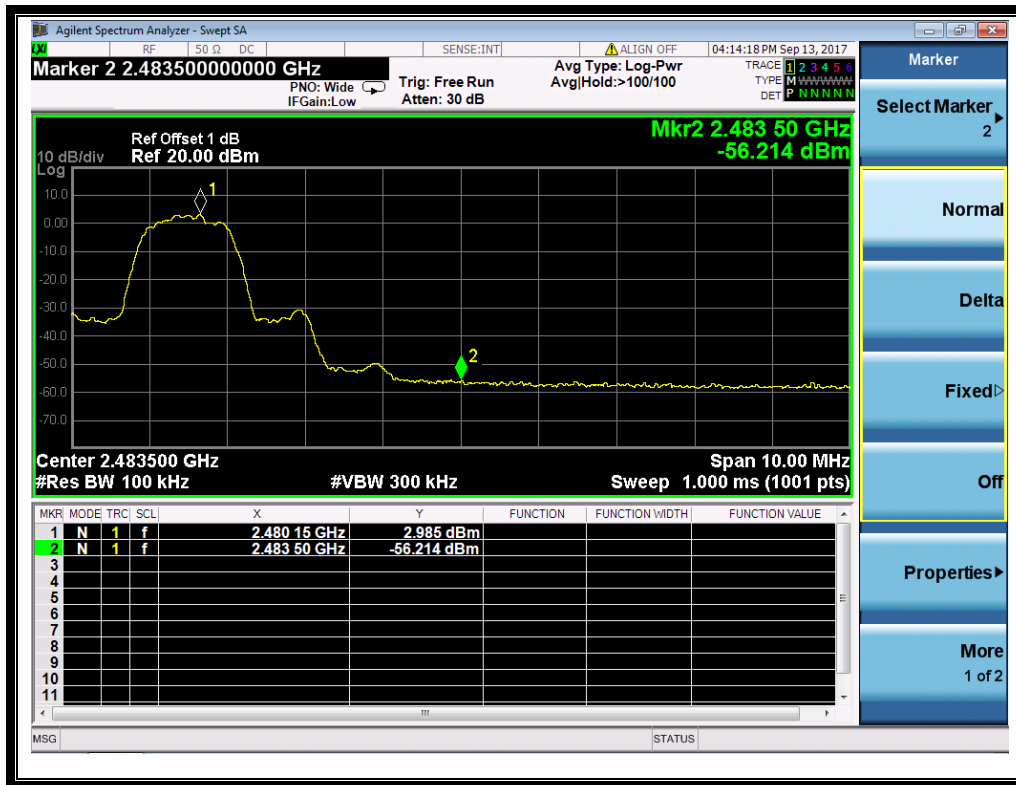 Agilent Spectrum Analyzer - Swept SA
LXI RF 50 Ω DC SENSE:INT ALIGN OFF 04:14:18 PM Sep 13, 2017
Marker 2 2.483500000000 GHz
PNO: Wide
IFGain:Low
Trig: Free Run
Atten: 30 dB
Avg Type: Log-Pwr
Avg|Hold:>100/100
TRACE 1 2 3 4 5 6
TYPE M W W W W W
DET P N N N N N
Mkr2 2.483 50 GHz
-56.214 dBm
Ref Offset 1 dB
10 dB/div Ref 20.00 dBm
Log
10.0
0.00
-10.0
-20.0
-30.0
-40.0
-50.0
-60.0
-70.0
1
2
Center 2.483500 GHz Span 10.00 MHz
#Res BW 100 kHz #VBW 300 kHz Sweep 1.000 ms (1001 pts)
MKR MODE TRC SCL X Y FUNCTION FUNCTION WIDTH FUNCTION VALUE
1 N 1 f 2.480 15 GHz 2.985 dBm
2 N 1 f 2.483 50 GHz -56.214 dBm
3
4
5
6
7
8
9
10
11
MSG STATUS
Marker
Select Marker
2
Normal
Delta
Fixed
Off
Properties
More
1 of 2